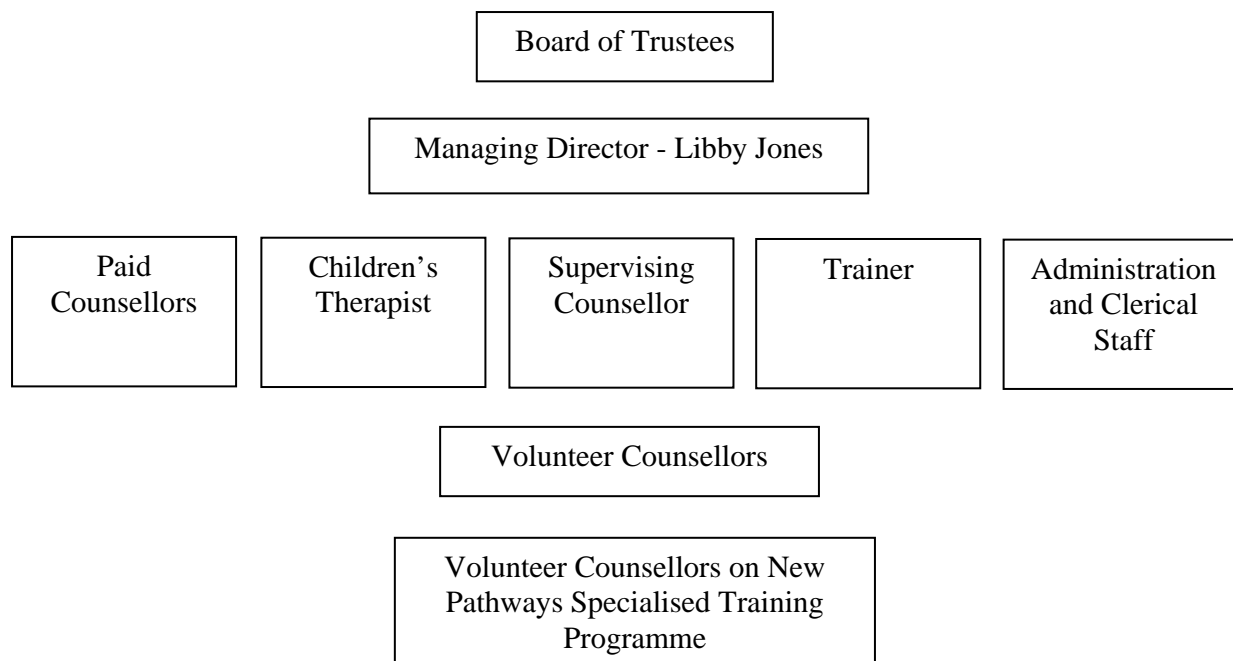 Board of Trustees
Managing Director - Libby Jones
Paid
Counsellors
Children’s
Therapist
Supervising
Counsellor
Trainer
Administration
and Clerical
Staff
Volunteer Counsellors
Volunteer Counsellors on New
Pathways Specialised Training
Programme